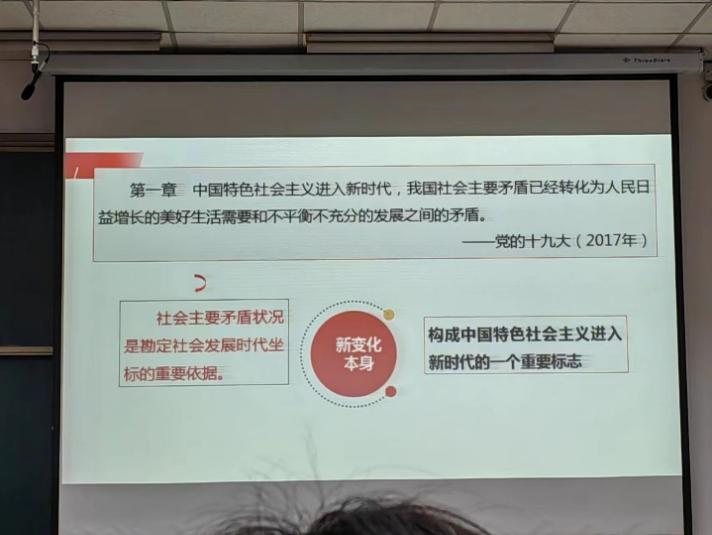 ThreeStars
第一章 中国特色社会主义进入新时代，我国社会主要矛盾已经转化为人民日
益增长的美好生活需要和不平衡不充分的发展之间的矛盾。
——党的十九大（2017年）
社会主要矛盾状况
是勘定社会发展时代坐
标的重要依据。
新变化
本身
构成中国特色社会主义进入
新时代的一个重要标志